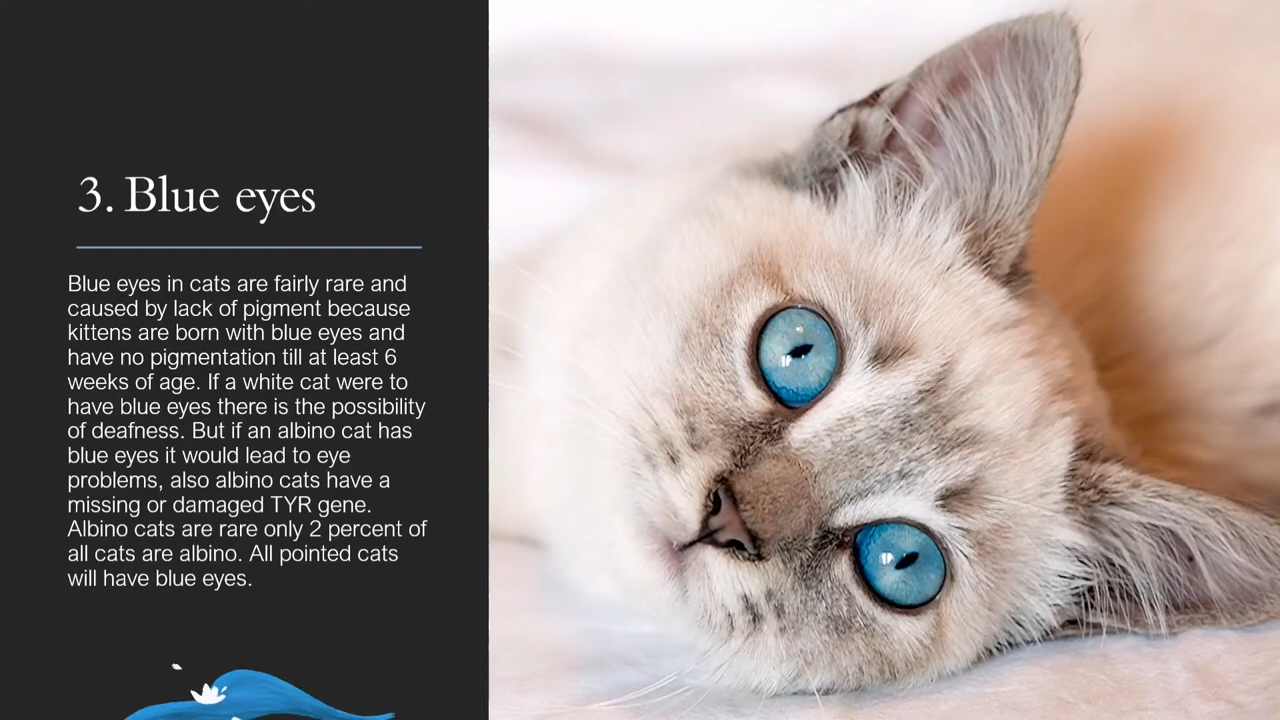 3. Blue eyes
Blue eyes in cats are fairly rare and
caused by lack of pigment because
kittens are born with blue eyes and
have no pigmentation till at least 6
weeks of age. If a white cat were to
have blue eyes there is the possibility
of deafness. But if an albino cat has
blue eyes it would lead to eye
problems, also albino cats have a
missing or damaged TYR gene.
Albino cats are rare only 2 percent of
all cats are albino. All pointed cats
will have blue eyes.